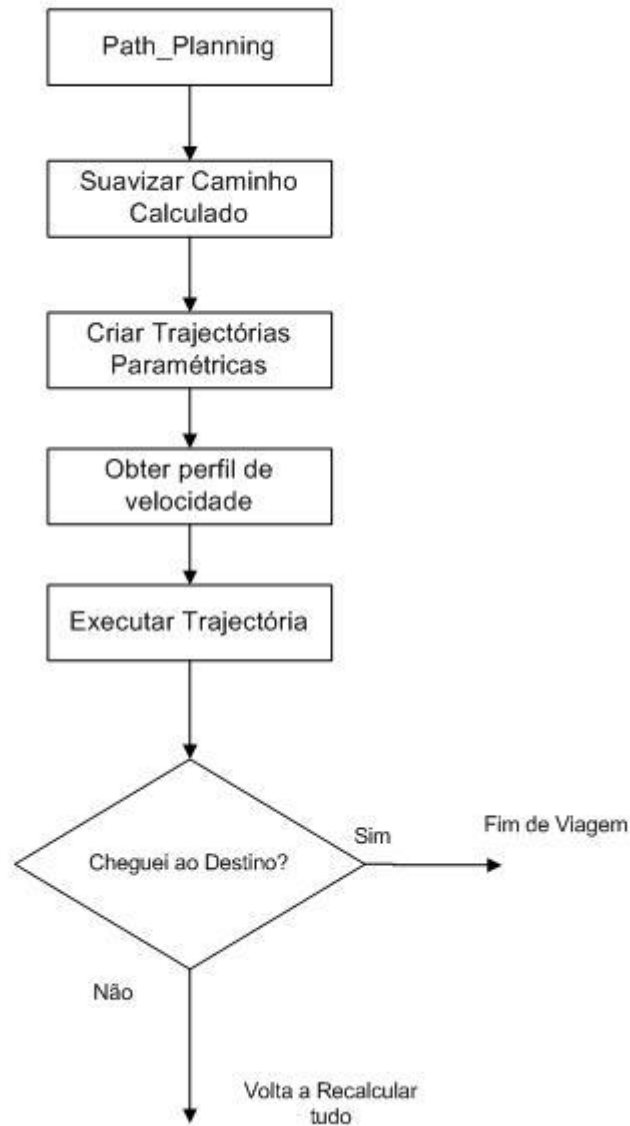 Path_Planning
Suavizar Caminho
Calculado
Criar Trajectórias
Paramétricas
Obter perfil de
velocidade
Executar Trajectória
Cheguei ao Destino?
Sim
Fim de Viagem
Não
Volta a Recalcular
tudo